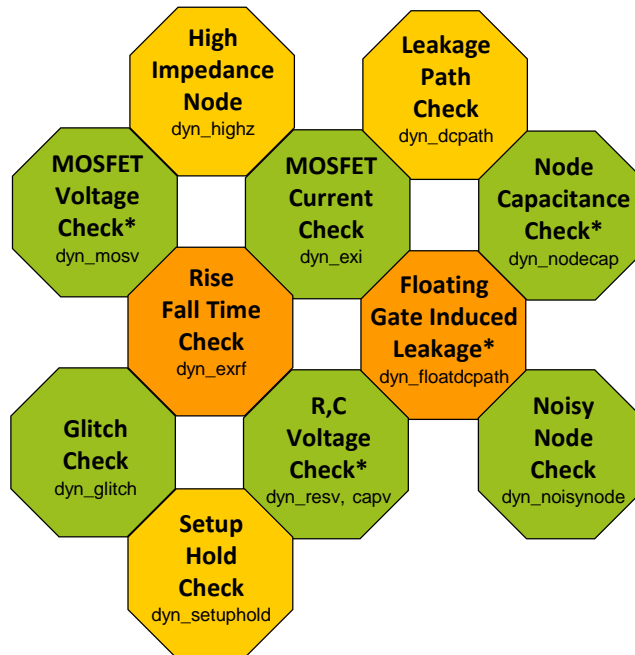 High
Impedance
Node
dyn_highz
Leakage
Path
Check
dyn_dcpath
MOSFET
Voltage
Check*
dyn_mosv
MOSFET
Current
Check
dyn_exi
Node
Capacitance
Check*
dyn_nodecap
Rise
Fall Time
Check
dyn_exrf
Floating
Gate Induced
Leakage*
dyn_floatdcpath
Glitch
Check
dyn_glitch
R,C
Voltage
Check*
dyn_resv, capv
Noisy
Node
Check
dyn_noisynode
Setup
Hold
Check
dyn_setuphold